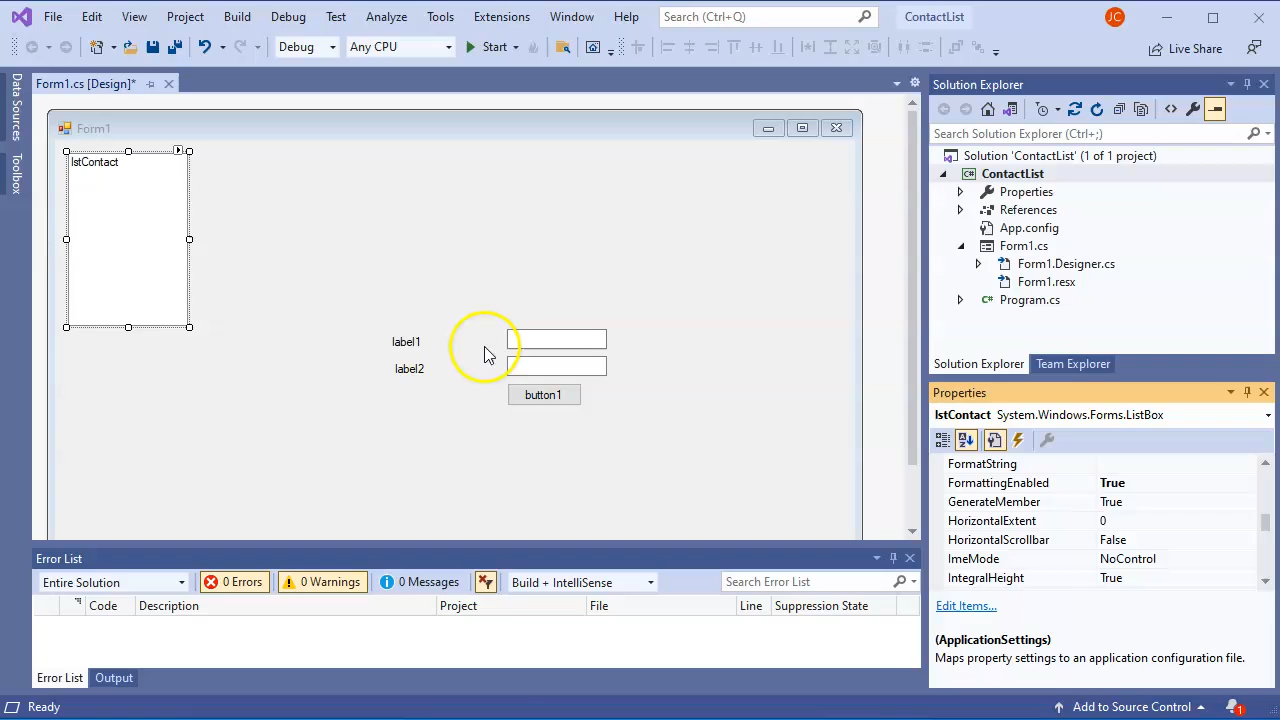 File Edit View Project Build Debug Test Analyze Tools Extensions Window Help Search (Ctrl+Q) ContactList JC
Debug Any CPU Start Live Share
Data Sources
Toolbox
Form1.cs [Design]*
Form1
lstContact
label1
label2
button1
Solution Explorer
Search Solution Explorer (Ctrl+;)
Solution 'ContactList' (1 of 1 project)
C# ContactList
Properties
References
App.config
Form1.cs
Form1.Designer.cs
Form1.resx
C# Program.cs
Solution Explorer Team Explorer
Properties
lstContact System.Windows.Forms.ListBox
FormatString
FormattingEnabled True
GenerateMember True
HorizontalExtent 0
HorizontalScrollbar False
ImeMode NoControl
IntegralHeight True
Edit Items...
(ApplicationSettings)
Maps property settings to an application configuration file.
Error List
Entire Solution 0 Errors 0 Warnings 0 Messages Build + IntelliSense Search Error List
Code Description Project File Line Suppression State
Error List Output
Ready Add to Source Control 1